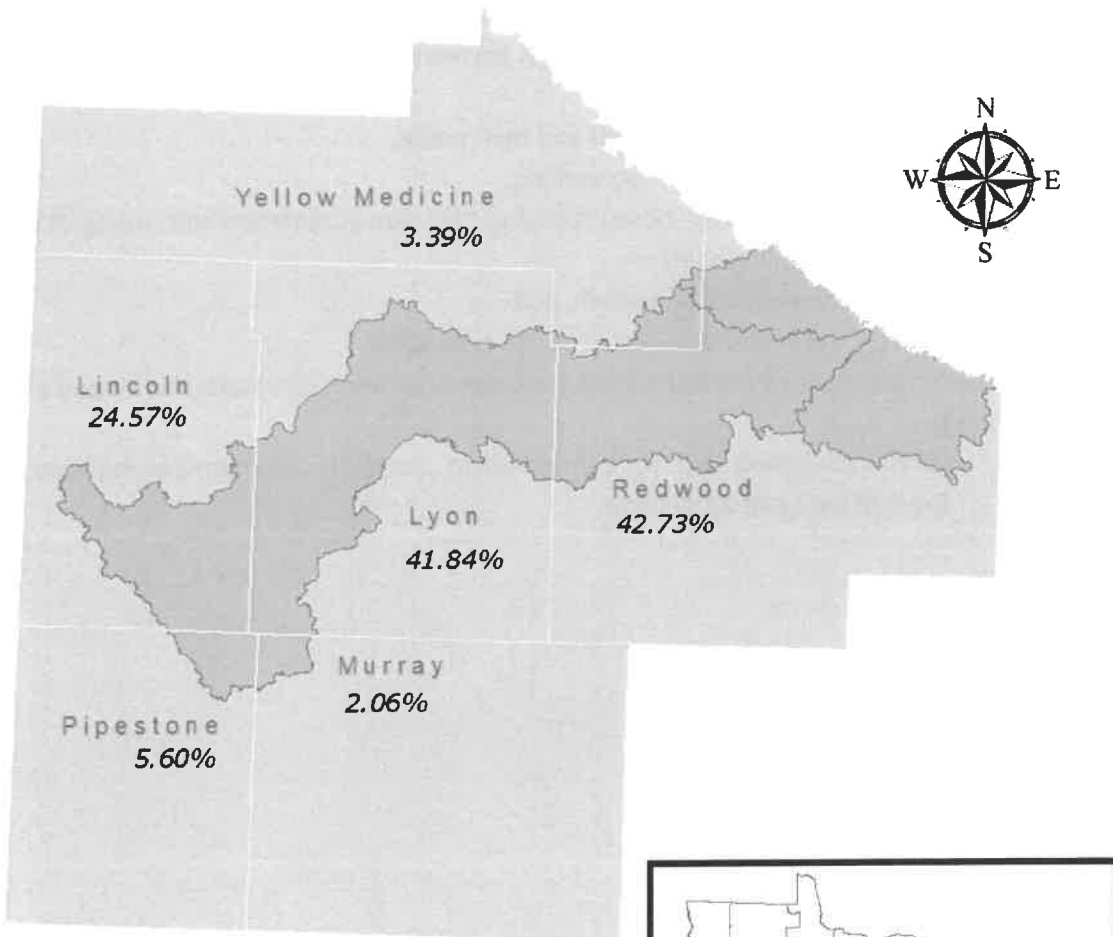 N
W E
S
Yellow Medicine
3.39%
Lincoln
24.57%
Redwood
42.73%
Lyon
41.84%
Murray
2.06%
Pipestone
5.60%